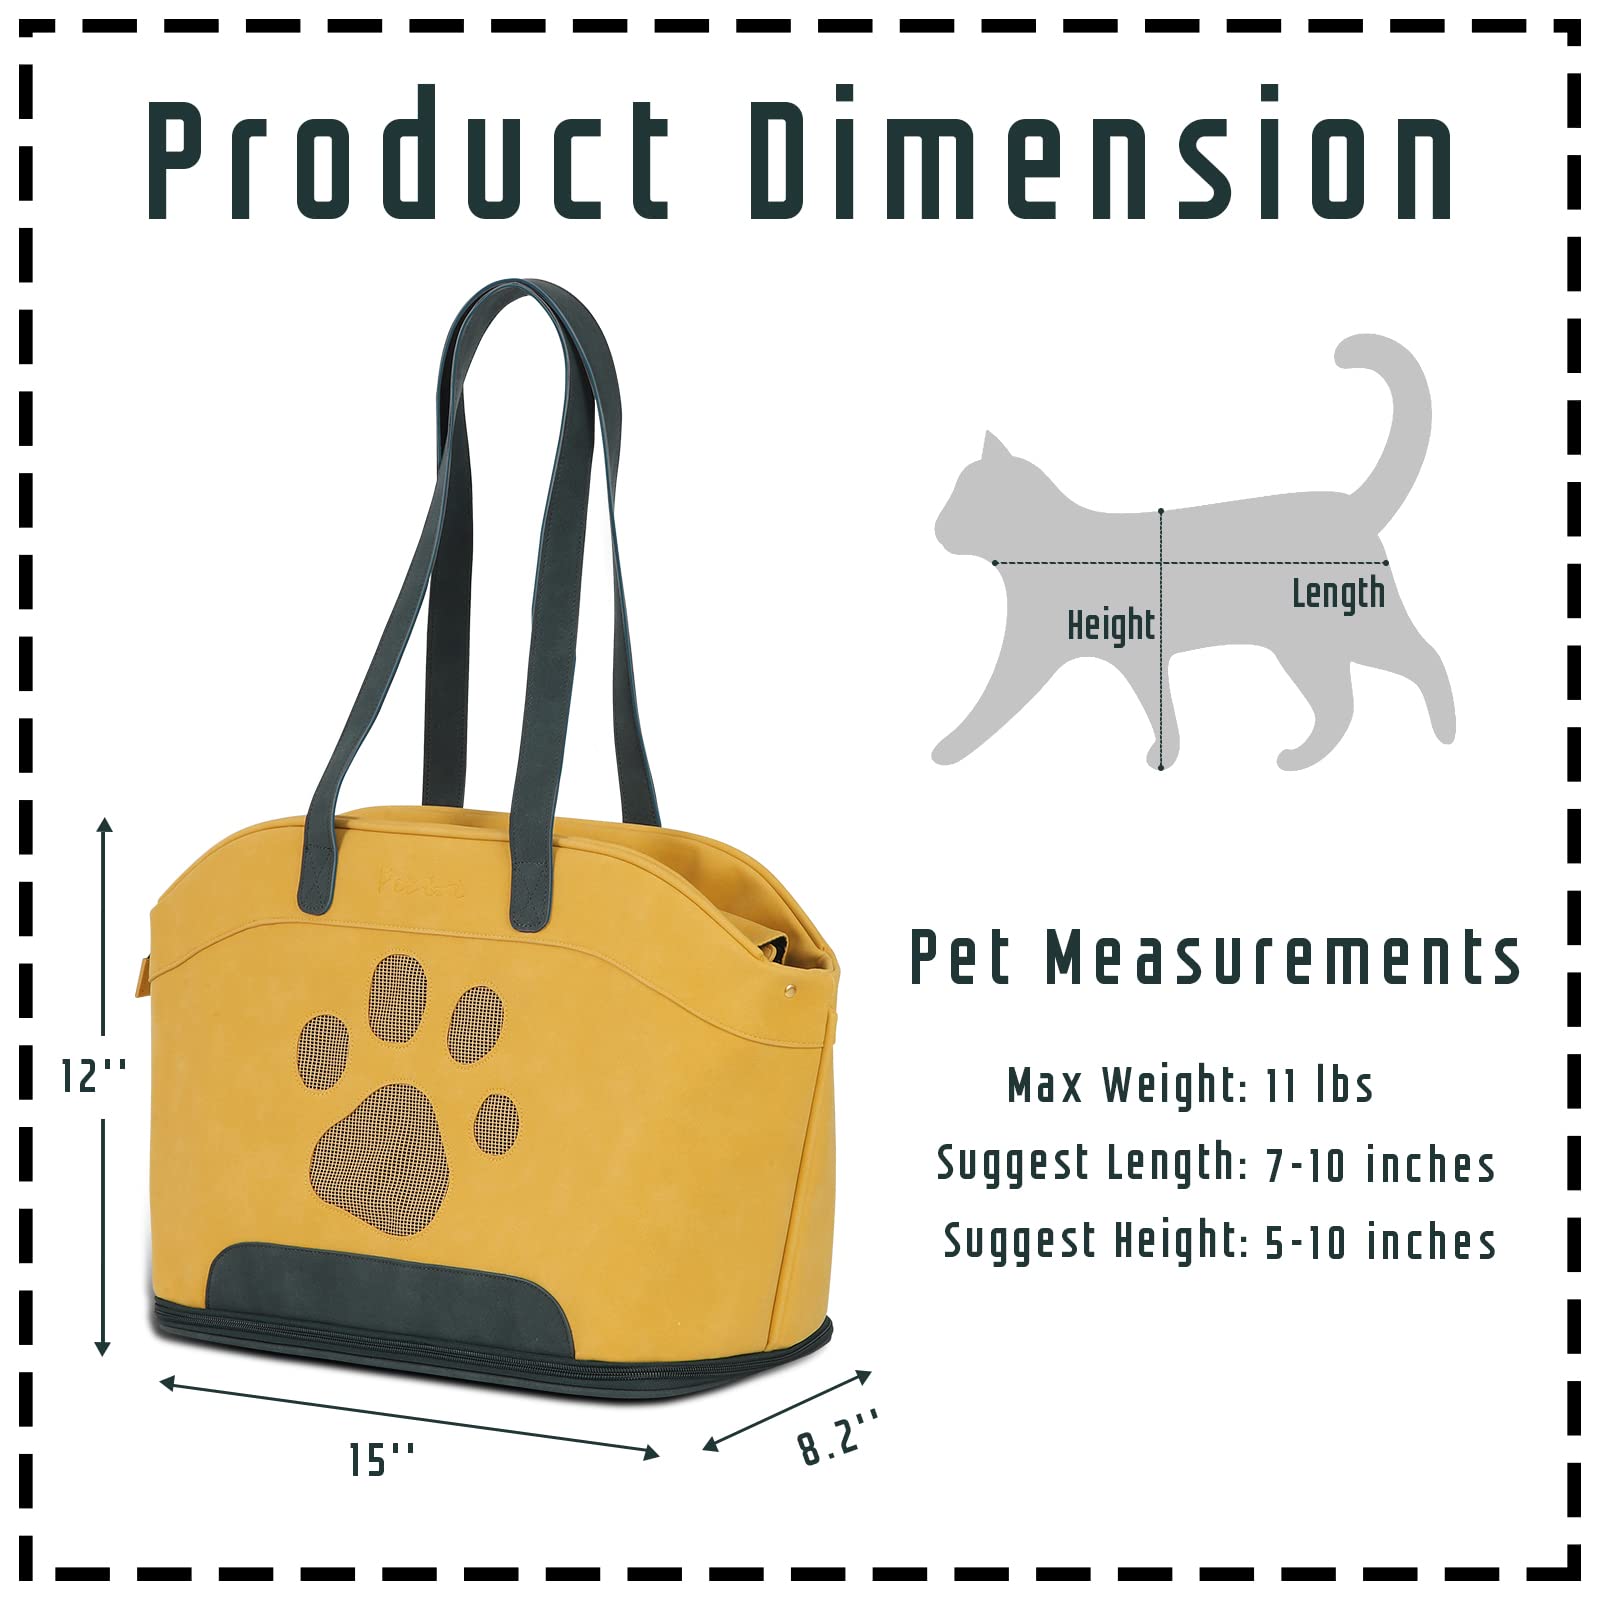 Product Dimension
Length
Height
12''
15''
8.2''
Pet Measurements
Max Weight: 11 lbs
Suggest Length: 7-10 inches
Suggest Height: 5-10 inches